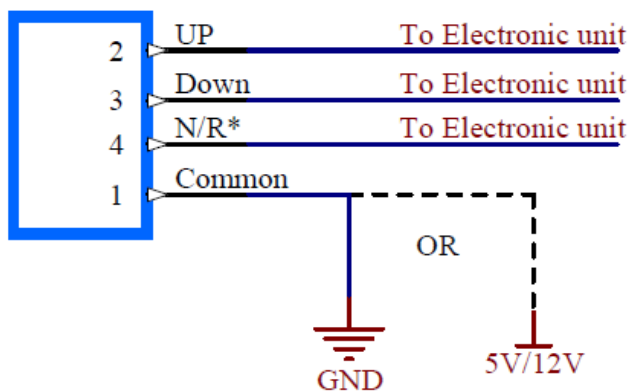 2 UP To Electronic unit
3 Down To Electronic unit
4 N/R* To Electronic unit
1 Common
OR
5V/12V
GND